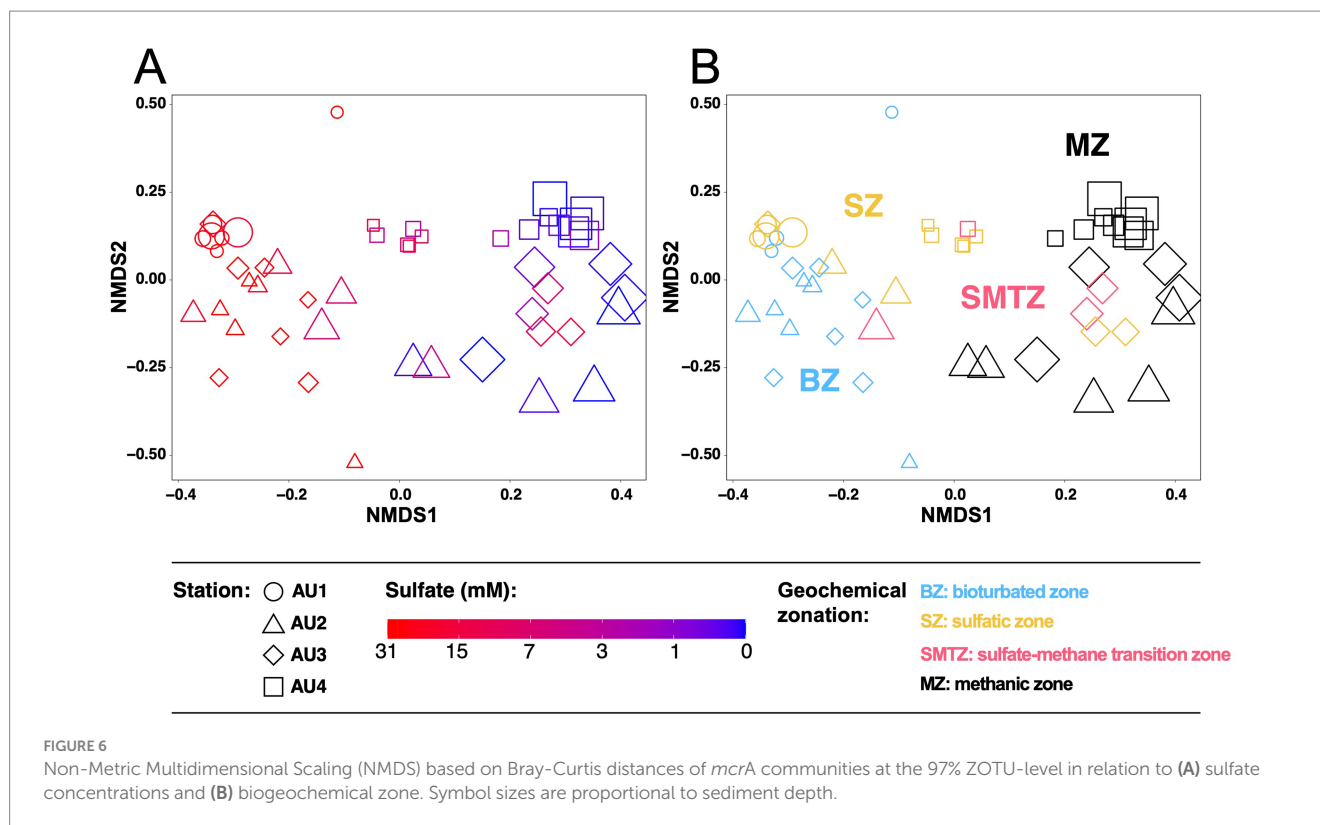 A
B
0.50
0.25
0.00
−0.25
−0.50
NMDS2
−0.4
−0.2
0.0
0.2
0.4
NMDS1
0.50
0.25
0.00
−0.25
−0.50
NMDS2
MZ
SZ
SMTZ
BZ
−0.4
−0.2
0.0
0.2
0.4
NMDS1
Station:
AU1
AU2
AU3
AU4
Sulfate (mM):
31 15 7 3 1 0
Geochemical
zonation:
BZ: bioturbated zone
SZ: sulfatic zone
SMTZ: sulfate-methane transition zone
MZ: methanic zone
FIGURE 6
Non-Metric Multidimensional Scaling (NMDS) based on Bray-Curtis distances of mcrA communities at the 97% ZOTU-level in relation to (A) sulfate
concentrations and (B) biogeochemical zone. Symbol sizes are proportional to sediment depth.